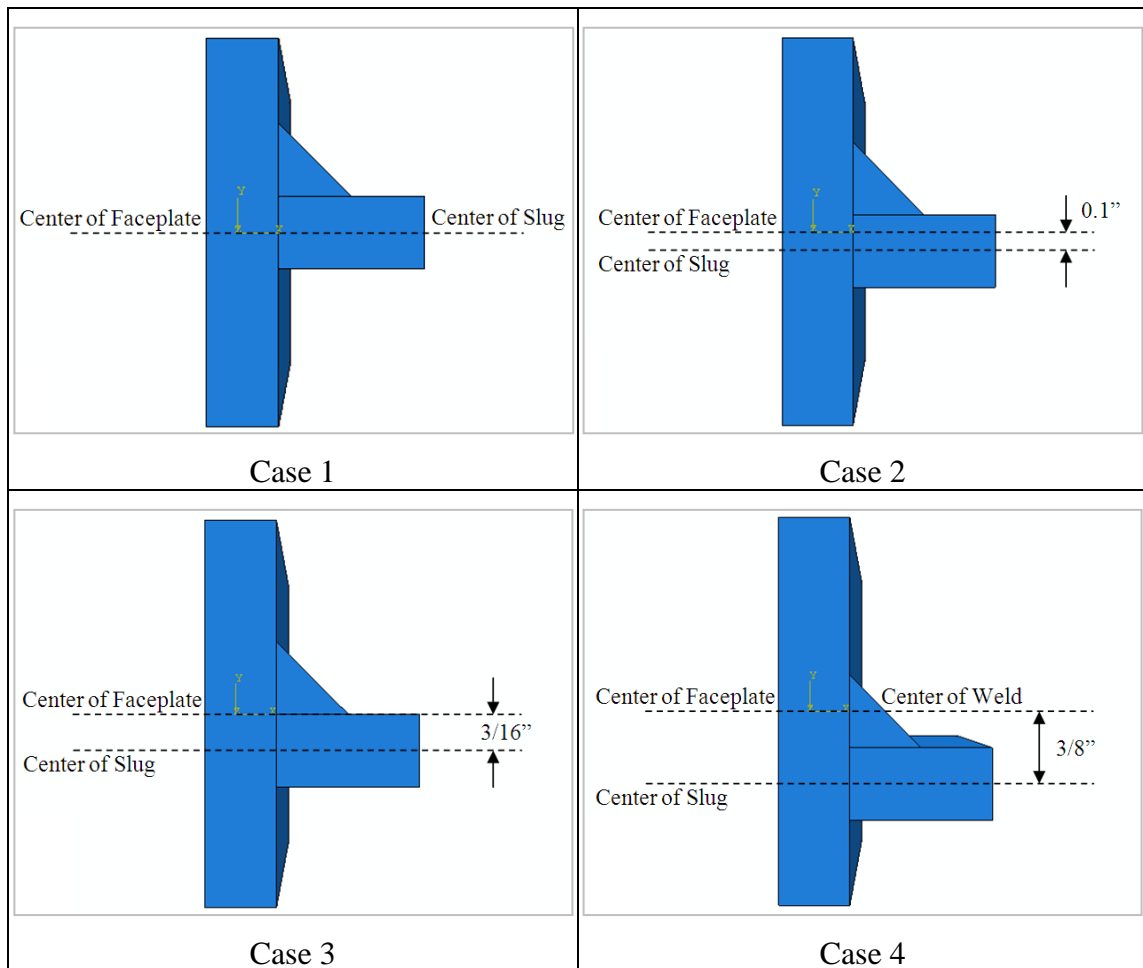 Y
Center of Faceplate
Center of Slug
Case 1
Y
Center of Faceplate
Center of Slug
0.1”
Case 2
Y
Center of Faceplate
Center of Slug
3/16”
Case 3
Y
Center of Faceplate
Center of Weld
Center of Slug
3/8”
Case 4